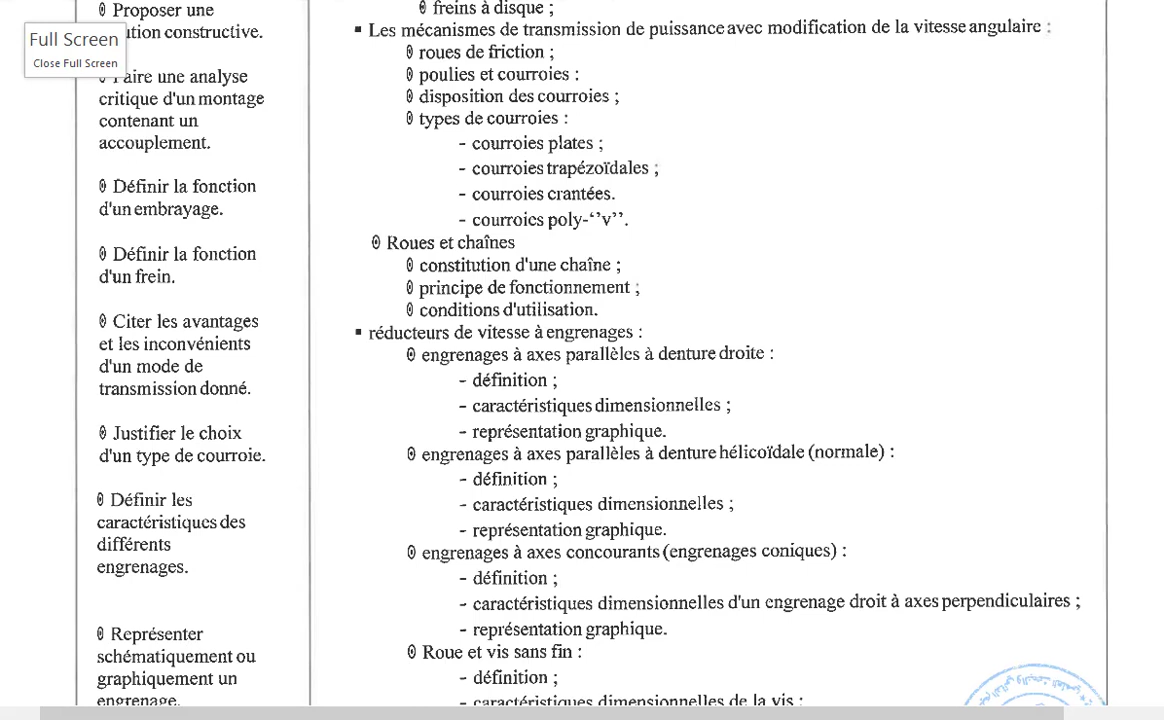 Proposer une
ution constructive.
Full Screen
Close Full Screen
Faire une analyse
critique d'un montage
contenant un
accouplement.
Définir la fonction
d'un embrayage.
Définir la fonction
d'un frein.
Citer les avantages
et les inconvénients
d'un mode de
transmission donné.
Justifier le choix
d'un type de courroie.
Définir les
caractéristiques des
différents
engrenages.
Représenter
schématiquement ou
graphiquement un
engrenage.
freins à disque ;
▪ Les mécanismes de transmission de puissance avec modification de la vitesse angulaire :
roues de friction ;
poulies et courroies :
disposition des courroies ;
types de courroies :
- courroies plates ;
- courroies trapézoïdales ;
- courroies crantées.
- courroies poly-‘’v’’.
Roues et chaînes
constitution d'une chaîne ;
principe de fonctionnement ;
conditions d'utilisation.
▪ réducteurs de vitesse à engrenages :
engrenages à axes parallèles à denture droite :
- définition ;
- caractéristiques dimensionnelles ;
- représentation graphique.
engrenages à axes parallèles à denture hélicoïdale (normale) :
- définition ;
- caractéristiques dimensionnelles ;
- représentation graphique.
engrenages à axes concourants (engrenages coniques) :
- définition ;
- caractéristiques dimensionnelles d'un engrenage droit à axes perpendiculaires ;
- représentation graphique.
Roue et vis sans fin :
- définition ;
- caractéristiques dimensionnelles de la vis ;